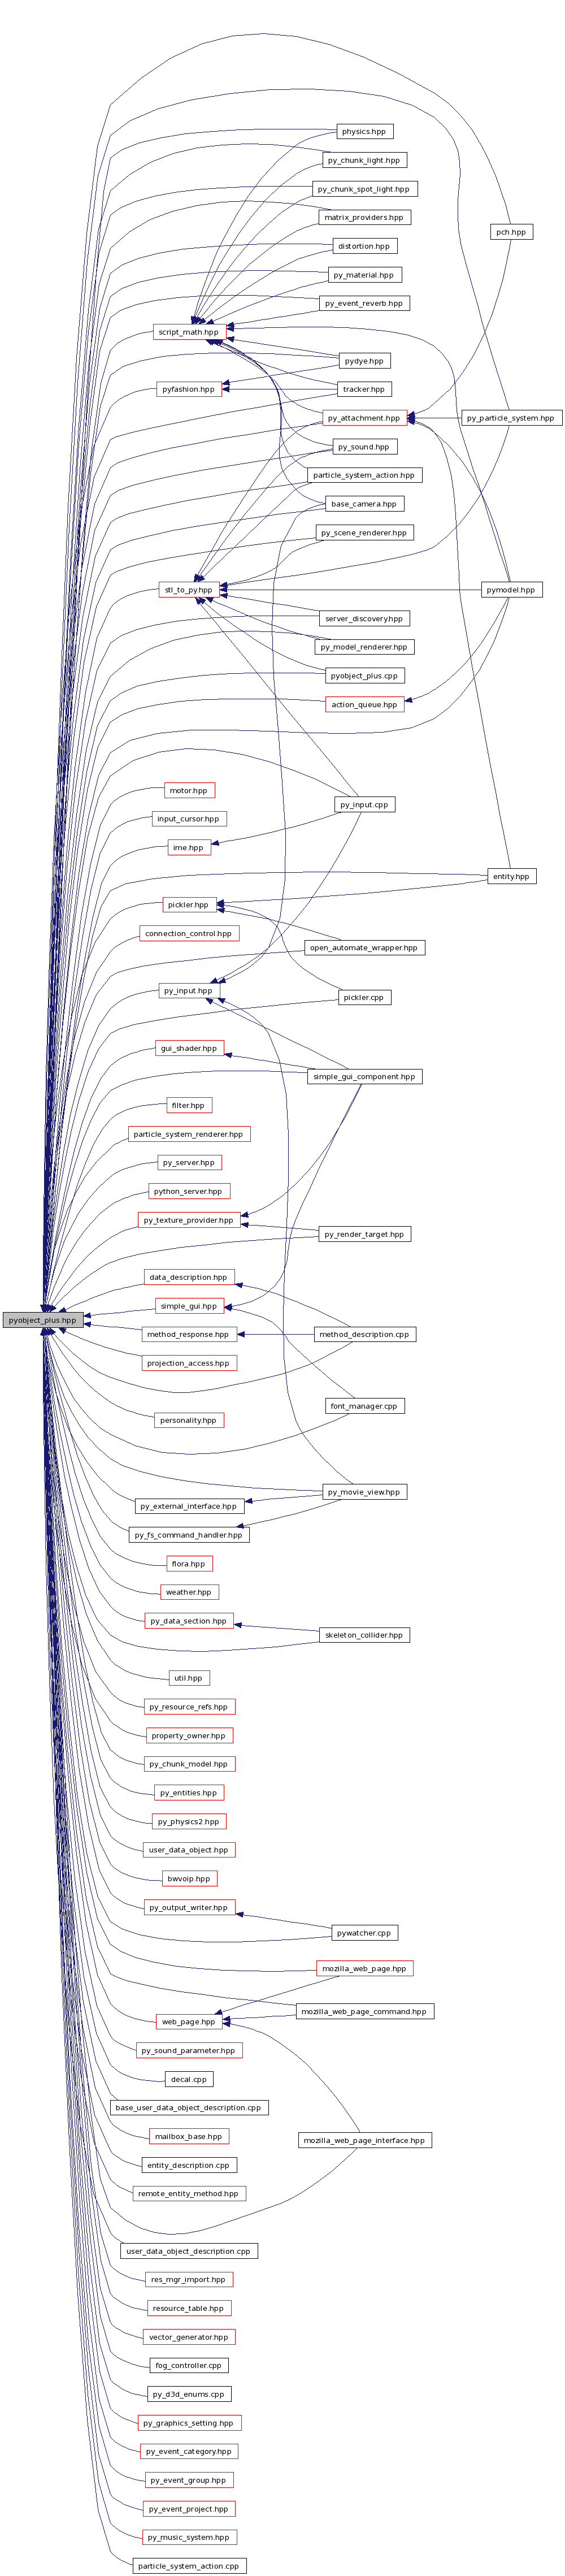 physics.hpp
py_chunk_light.hpp
py_chunk_spot_light.hpp
matrix_providers.hpp
pch.hpp
distortion.hpp
py_material.hpp
py_event_reverb.hpp
script_math.hpp
pydye.hpp
pyfashion.hpp
tracker.hpp
py_attachment.hpp
py_particle_system.hpp
py_sound.hpp
particle_system_action.hpp
base_camera.hpp
py_scene_renderer.hpp
stl_to_py.hpp
pymodel.hpp
server_discovery.hpp
py_model_renderer.hpp
pyobject_plus.cpp
action_queue.hpp
motor.hpp
py_input.cpp
input_cursor.hpp
ime.hpp
entity.hpp
pickler.hpp
connection_control.hpp
open_automate_wrapper.hpp
py_input.hpp
pickler.cpp
gui_shader.hpp
simple_gui_component.hpp
filter.hpp
particle_system_renderer.hpp
py_server.hpp
python_server.hpp
py_texture_provider.hpp
py_render_target.hpp
data_description.hpp
simple_gui.hpp
pyobject_plus.hpp
method_response.hpp
method_description.cpp
projection_access.hpp
font_manager.cpp
personality.hpp
py_movie_view.hpp
py_external_interface.hpp
py_fs_command_handler.hpp
flora.hpp
weather.hpp
py_data_section.hpp
skeleton_collider.hpp
util.hpp
py_resource_refs.hpp
property_owner.hpp
py_chunk_model.hpp
py_entities.hpp
py_physics2.hpp
user_data_object.hpp
bwvoip.hpp
py_output_writer.hpp
pywatcher.cpp
mozilla_web_page.hpp
mozilla_web_page_command.hpp
web_page.hpp
py_sound_parameter.hpp
decal.cpp
base_user_data_object_description.cpp
mailbox_base.hpp
mozilla_web_page_interface.hpp
entity_description.cpp
remote_entity_method.hpp
user_data_object_description.cpp
res_mgr_import.hpp
resource_table.hpp
vector_generator.hpp
fog_controller.cpp
py_d3d_enums.cpp
py_graphics_setting.hpp
py_event_category.hpp
py_event_group.hpp
py_event_project.hpp
py_music_system.hpp
particle_system_action.cpp